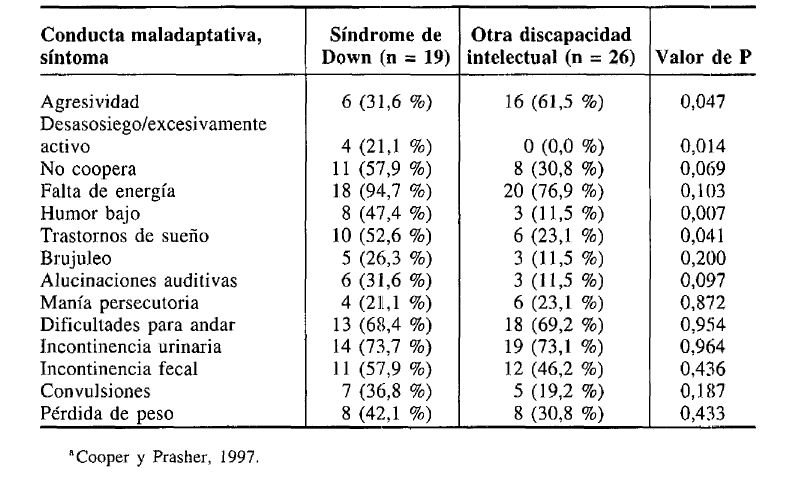 Conducta maladaptativa, síntoma | Síndrome de Down (n = 19) | Otra discapacidad intelectual (n = 26) | Valor de P
Agresividad 6 (31,6 %) 16 (61,5 %) 0,047
Desasosiego/excesivamente
activo 4 (21,1 %) 0 (0,0 %) 0,014
No coopera 11 (57,9 %) 8 (30,8 %) 0,069
Falta de energía 18 (94,7 %) 20 (76,9 %) 0,103
Humor bajo 8 (47,4 %) 3 (11,5 %) 0,007
Trastornos de sueño 10 (52,6 %) 6 (23,1 %) 0,041
Brujuleo 5 (26,3 %) 3 (11,5 %) 0,200
Alucinaciones auditivas 6 (31,6 %) 3 (11,5 %) 0,097
Manía persecutoria 4 (21,1 %) 6 (23,1 %) 0,872
Dificultades para andar 13 (68,4 %) 18 (69,2 %) 0,954
Incontinencia urinaria 14 (73,7 %) 19 (73,1 %) 0,964
Incontinencia fecal 11 (57,9 %) 12 (46,2 %) 0,436
Convulsiones 7 (36,8 %) 5 (19,2 %) 0,187
Pérdida de peso 8 (42,1 %) 8 (30,8 %) 0,433
ᵃCooper y Prasher, 1997.